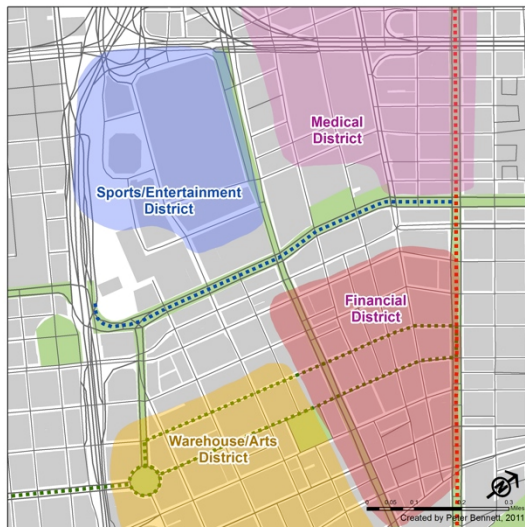 Medical
District
Sports/Entertainment
District
Financial
District
Warehouse/Arts
District
N
0 0.05 0.1 0.2 0.3
Created by Peter Bennett, 2011